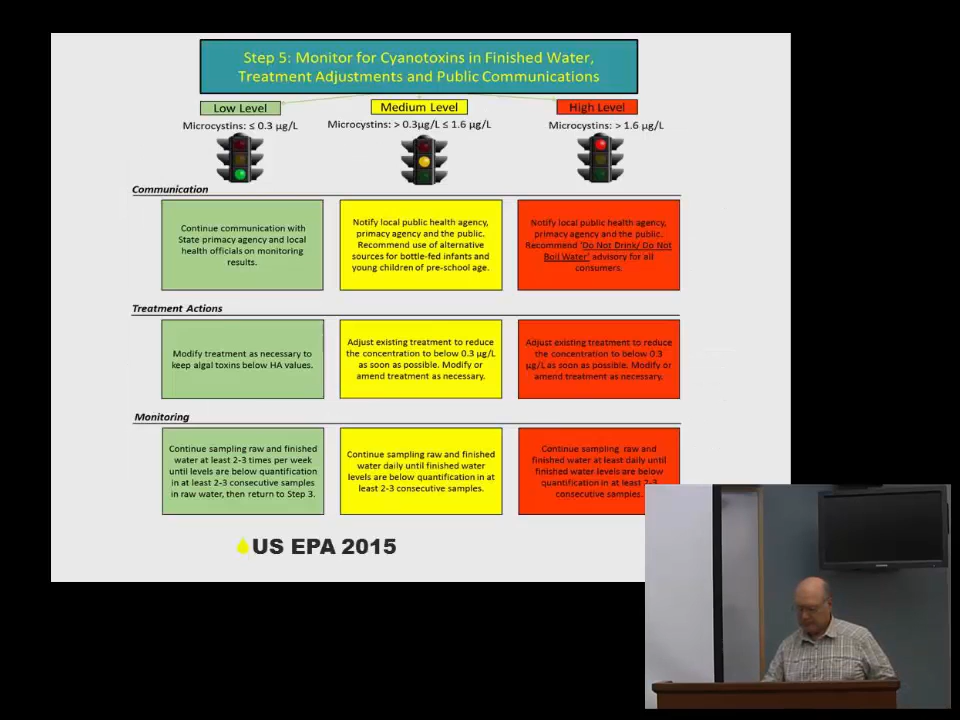 Step 5: Monitor for Cyanotoxins in Finished Water,
Treatment Adjustments and Public Communications
Low Level
Microcystins: ≤ 0.3 µg/L
Medium Level
Microcystins: > 0.3µg/L ≤ 1.6 µg/L
High Level
Microcystins: > 1.6 µg/L
Communication
Continue communication with
State primacy agency and local
health officials on monitoring
results.
Notify local public health agency,
primacy agency and the public.
Recommend use of alternative
sources for bottle-fed infants and
young children of pre-school age.
Notify local public health agency,
primacy agency and the public.
Recommend 'Do Not Drink/ Do Not
Boil Water' advisory for all
consumers.
Treatment Actions
Modify treatment as necessary to
keep algal toxins below HA values.
Adjust existing treatment to reduce
the concentration to below 0.3 µg/L
as soon as possible. Modify or
amend treatment as necessary.
Adjust existing treatment to reduce
the concentration to below 0.3
µg/L as soon as possible. Modify or
amend treatment as necessary.
Monitoring
Continue sampling raw and finished
water at least 2-3 times per week
until levels are below quantification
in at least 2-3 consecutive samples
in raw water, then return to Step 3.
Continue sampling raw and finished
water daily until finished water
levels are below quantification in at
least 2-3 consecutive samples.
Continue sampling raw and
finished water at least daily until
finished water levels are below
quantification in at least 2-3
consecutive samples.
US EPA 2015